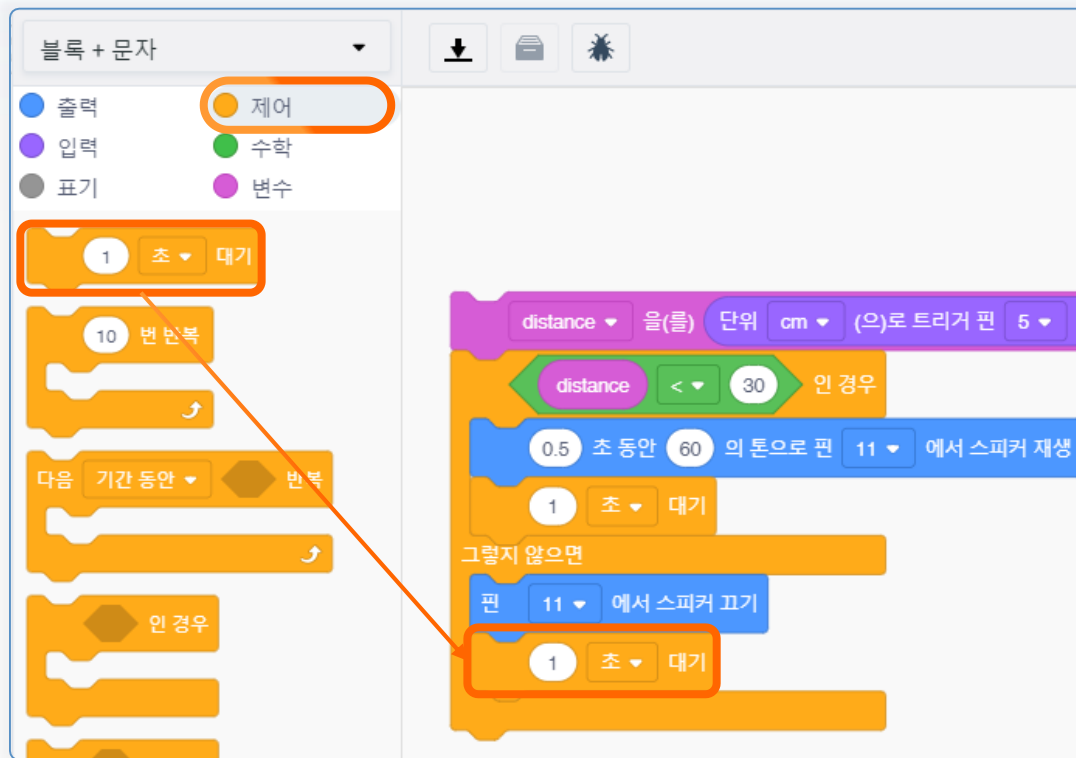 블록 + 문자
출력 제어
입력 수학
표기 변수
1 초 대기
10 번 반복
다음 기간 동안 반복
인 경우
distance 을(를) 단위 cm (으)로 트리거 핀 5
distance < 30 인 경우
0.5 초 동안 60 의 톤으로 핀 11 에서 스피커 재생
1 초 대기
그렇지 않으면
핀 11 에서 스피커 끄기
1 초 대기